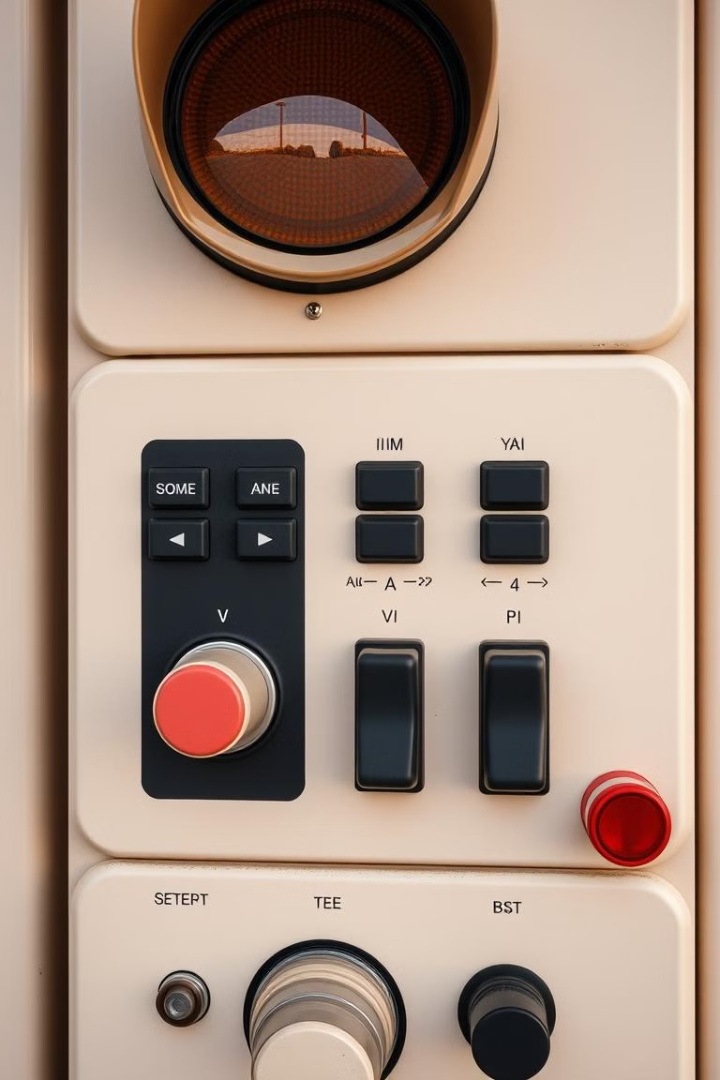 IIIM YAI
SOME ANE
A 4
V VI PI
SETEPT TEE BST